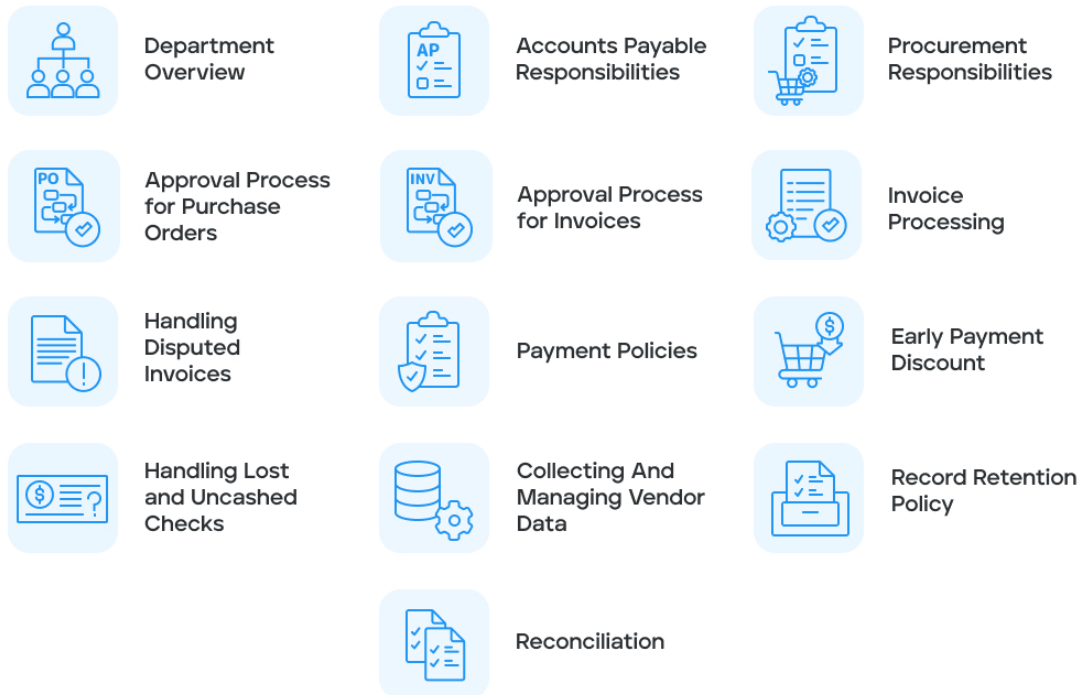 Department
Overview
AP
Accounts Payable
Responsibilities
Procurement
Responsibilities
PO
Approval Process
for Purchase
Orders
INV
Approval Process
for Invoices
Invoice
Processing
Handling
Disputed
Invoices
Payment Policies
$
Early Payment
Discount
$ ?
Handling Lost
and Uncashed
Checks
Collecting And
Managing Vendor
Data
Record Retention
Policy
Reconciliation